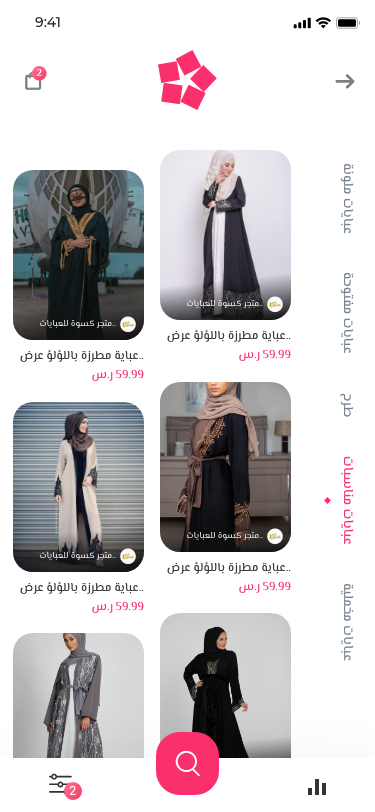 9:41
2
عبايات ملونة
عبايات مفتوحة
طرح
عبايات مناسبات
عبايات مخملية
متجر كسوة للعبايات..
عباية مطرزة باللؤلؤ عرض..
59.99 ر.س
متجر كسوة للعبايات..
عباية مطرزة باللؤلؤ عرض..
59.99 ر.س
متجر كسوة للعبايات..
عباية مطرزة باللؤلؤ عرض..
59.99 ر.س
متجر كسوة للعبايات..
عباية مطرزة باللؤلؤ عرض..
59.99 ر.س
2